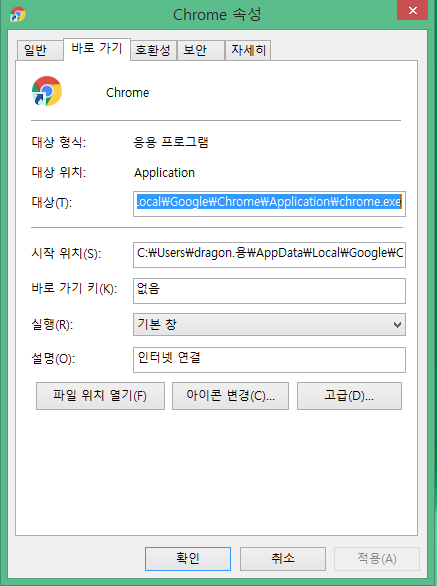 Chrome 속성
일반 바로 가기 호환성 보안 자세히
Chrome
대상 형식: 응용 프로그램
대상 위치: Application
대상(T): ocal₩Google₩Chrome₩Application₩chrome.exe
시작 위치(S): C:₩Users₩dragon.용₩AppData₩Local₩Google₩C
바로 가기 키(K): 없음
실행(R): 기본 창
설명(O): 인터넷 연결
파일 위치 열기(F) 아이콘 변경(C)... 고급(D)...
확인 취소 적용(A)